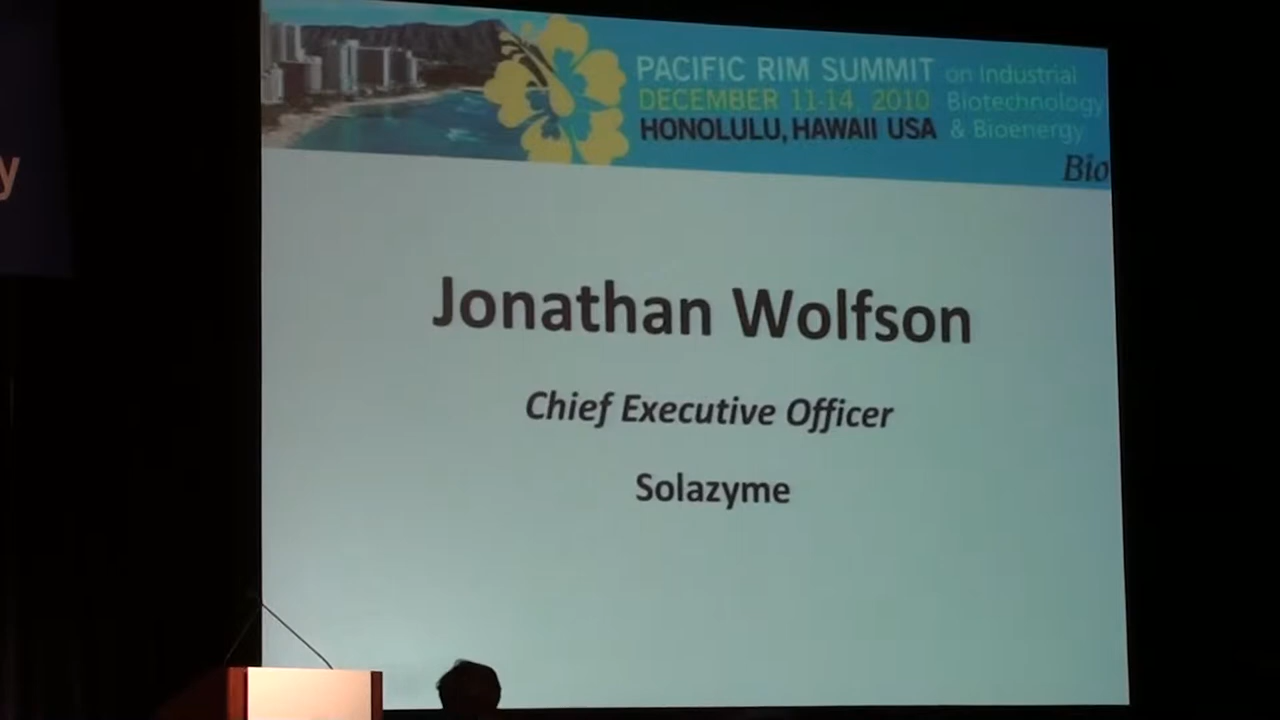 PACIFIC RIM SUMMIT on Industrial
DECEMBER 11-14, 2010 Biotechnology
HONOLULU, HAWAII USA & Bioenergy
Bio
y
Jonathan Wolfson
Chief Executive Officer
Solazyme